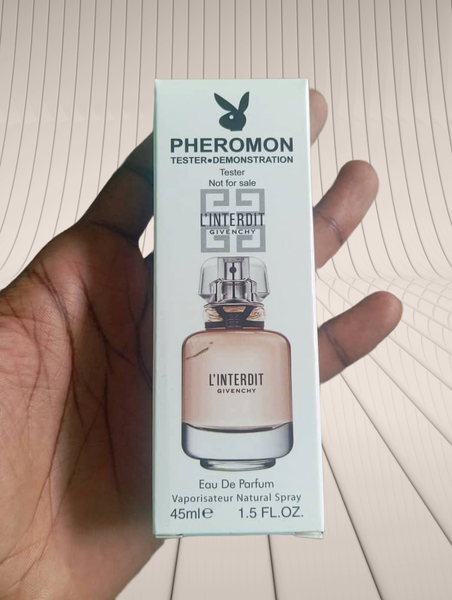 PHEROMON
TESTER●DEMONSTRATION
Tester
Not for sale
L'INTERDIT
GIVENCHY
L'INTERDIT
GIVENCHY
Eau De Parfum
Vaporisateur Natural Spray
45ml℮ 1.5 FL.OZ.